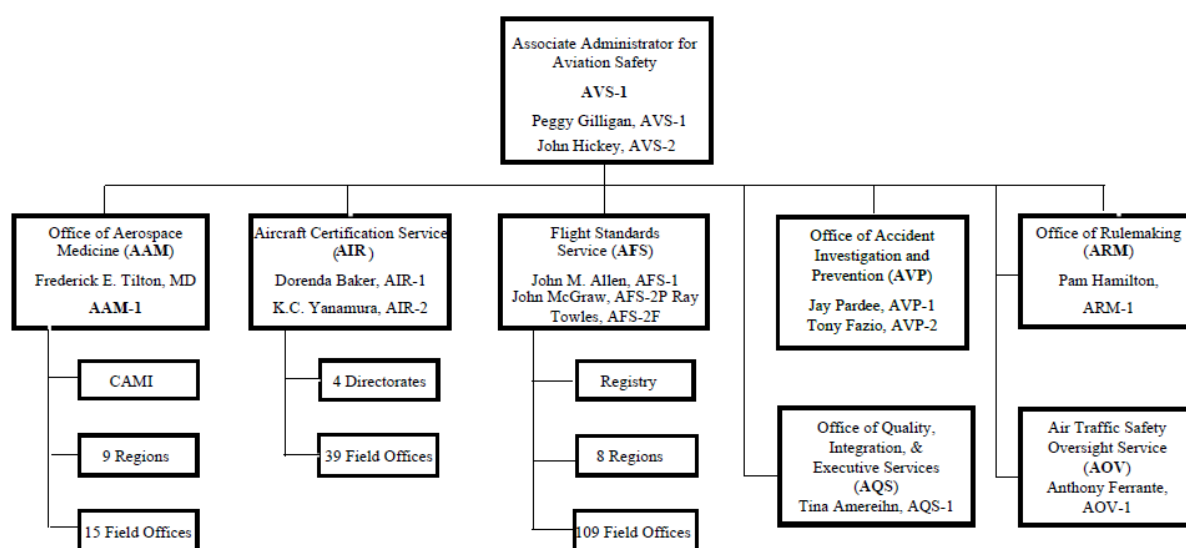 Associate Administrator for
Aviation Safety
AVS-1
Peggy Gilligan, AVS-1
John Hickey, AVS-2
Office of Aerospace
Medicine (AAM)
Frederick E. Tilton, MD
AAM-1
CAMI
9 Regions
15 Field Offices
Aircraft Certification Service
(AIR)
Dorenda Baker, AIR-1
K.C. Yanamura, AIR-2
4 Directorates
39 Field Offices
Flight Standards
Service (AFS)
John M. Allen, AFS-1
John McGraw, AFS-2P Ray
Towles, AFS-2F
Registry
8 Regions
109 Field Offices
Office of Accident
Investigation and
Prevention (AVP)
Jay Pardee, AVP-1
Tony Fazio, AVP-2
Office of Quality,
Integration, &
Executive Services
(AQS)
Tina Amereihn, AQS-1
Office of Rulemaking
(ARM)
Pam Hamilton,
ARM-1
Air Traffic Safety
Oversight Service
(AOV)
Anthony Ferrante,
AOV-1